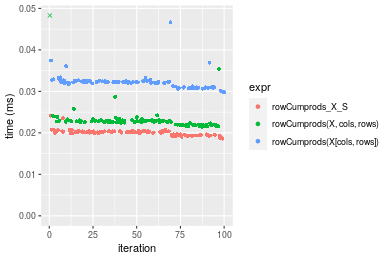 0.05
0.04
0.03
0.02
0.01
0.00
time (ms)
0
25
50
75
100
iteration
expr
rowCumprods_X_S
rowCumprods(X, cols, rows)
rowCumprods(X[cols, rows])